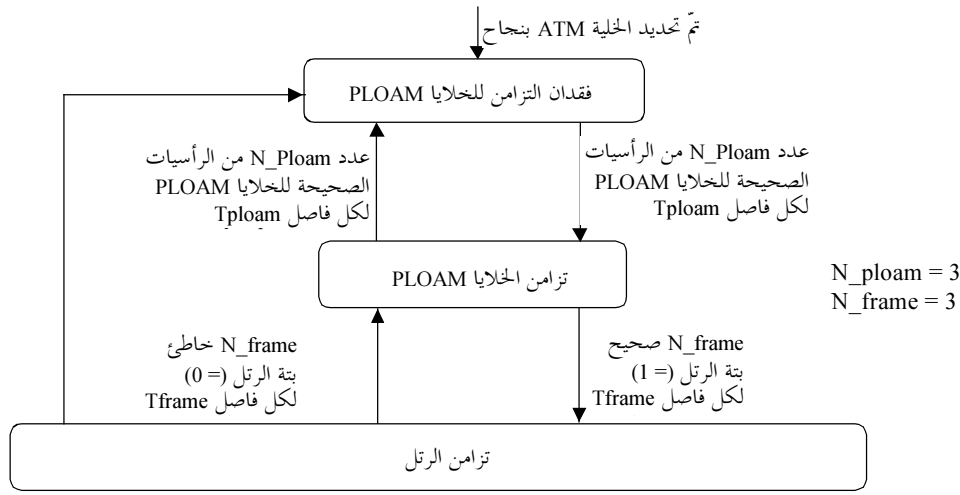 تمّ تحديد الخلية ATM بنجاح
فقدان التزامن للخلايا PLOAM
عدد N_Ploam من الرأسيات
الصحيحة للخلايا PLOAM
لكل فاصل Tploam
عدد N_Ploam من الرأسيات
الصحيحة للخلايا PLOAM
لكل فاصل Tploam
تزامن الخلايا PLOAM
N_ploam = 3
N_frame = 3
N_frame صحيح
بتة الرتل (= 1)
لكل فاصل Tframe
N_frame خاطئ
بتة الرتل (= 0)
لكل فاصل Tframe
تزامن الرتل